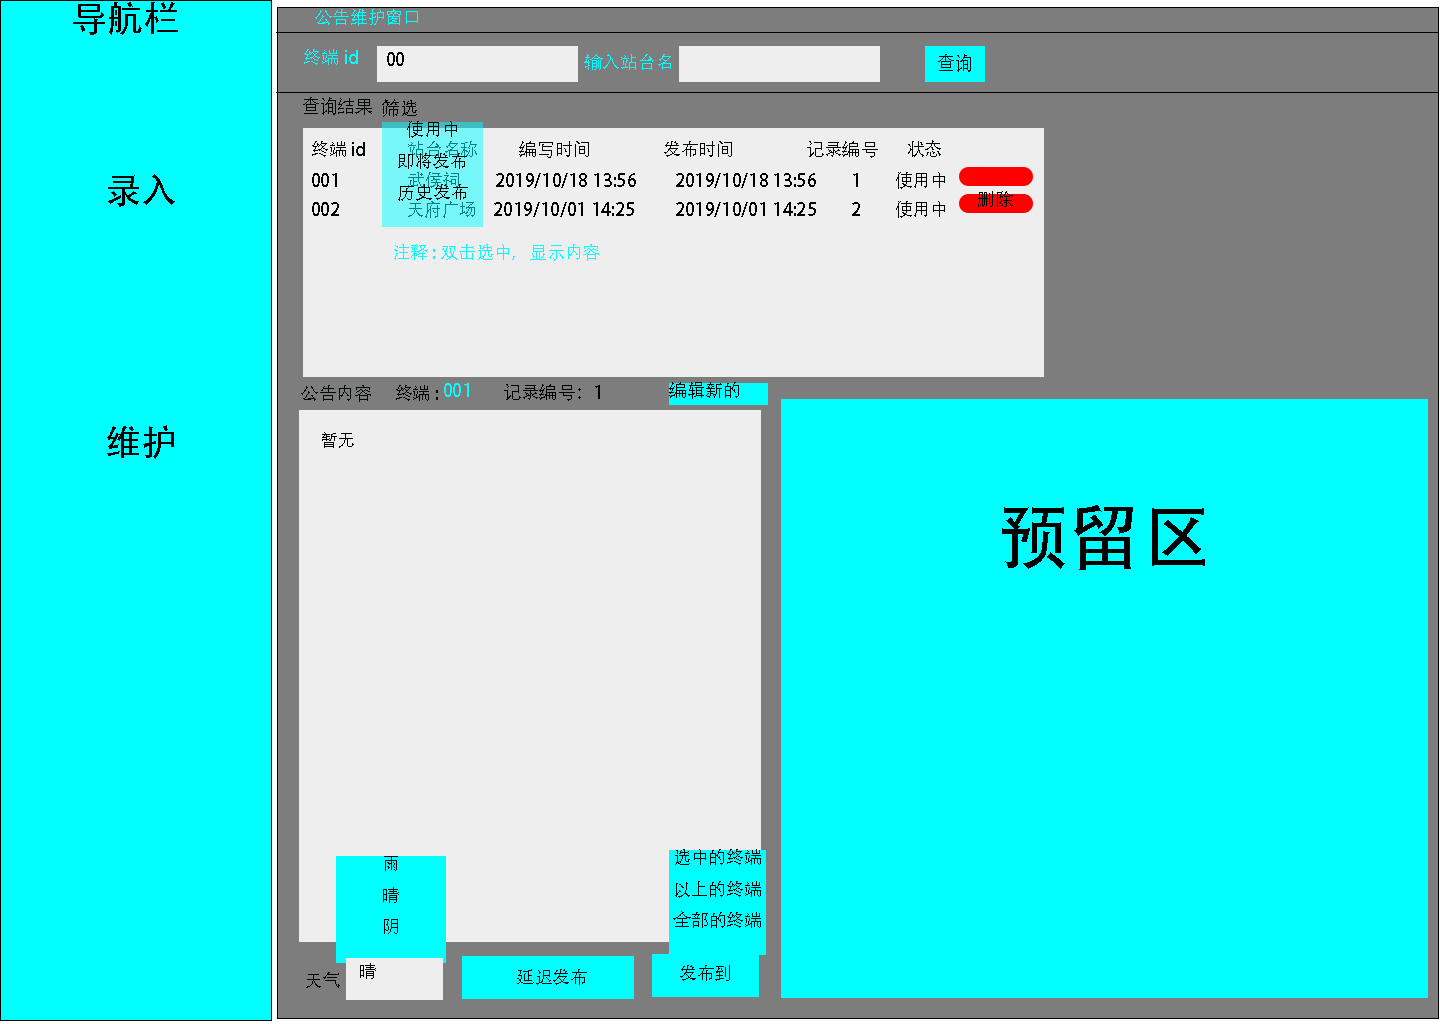 导航栏
录入
维护
公告维护窗口
终端 id 00 输入站台名 查询
查询结果 筛选
使用中
即将发布
历史发布
终端 id 站台名称 编写时间 发布时间 记录编号 状态
001 武侯祠 2019/10/18 13:56 2019/10/18 13:56 1 使用中
002 天府广场 2019/10/01 14:25 2019/10/01 14:25 2 使用中 删除
注释：双击选中，显示内容
公告内容 终端：001 记录编号：1 编辑新的
暂无
预留区
雨
晴
阴
选中的终端
以上的终端
全部的终端
天气 晴 延迟发布 发布到